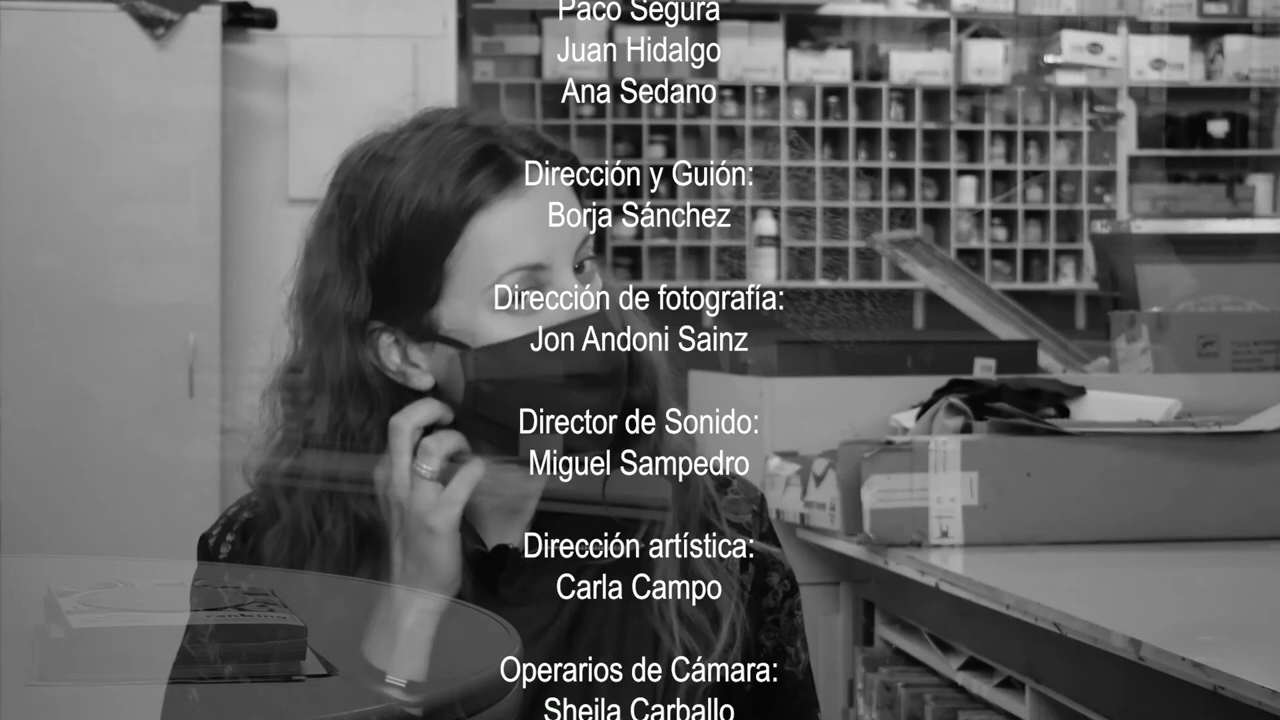 Paco Segura
Juan Hidalgo
Ana Sedano
Dirección y Guión:
Borja Sánchez
Dirección de fotografía:
Jon Andoni Sainz
Director de Sonido:
Miguel Sampedro
Dirección artística:
Carla Campo
Operarios de Cámara:
Sheila Carballo